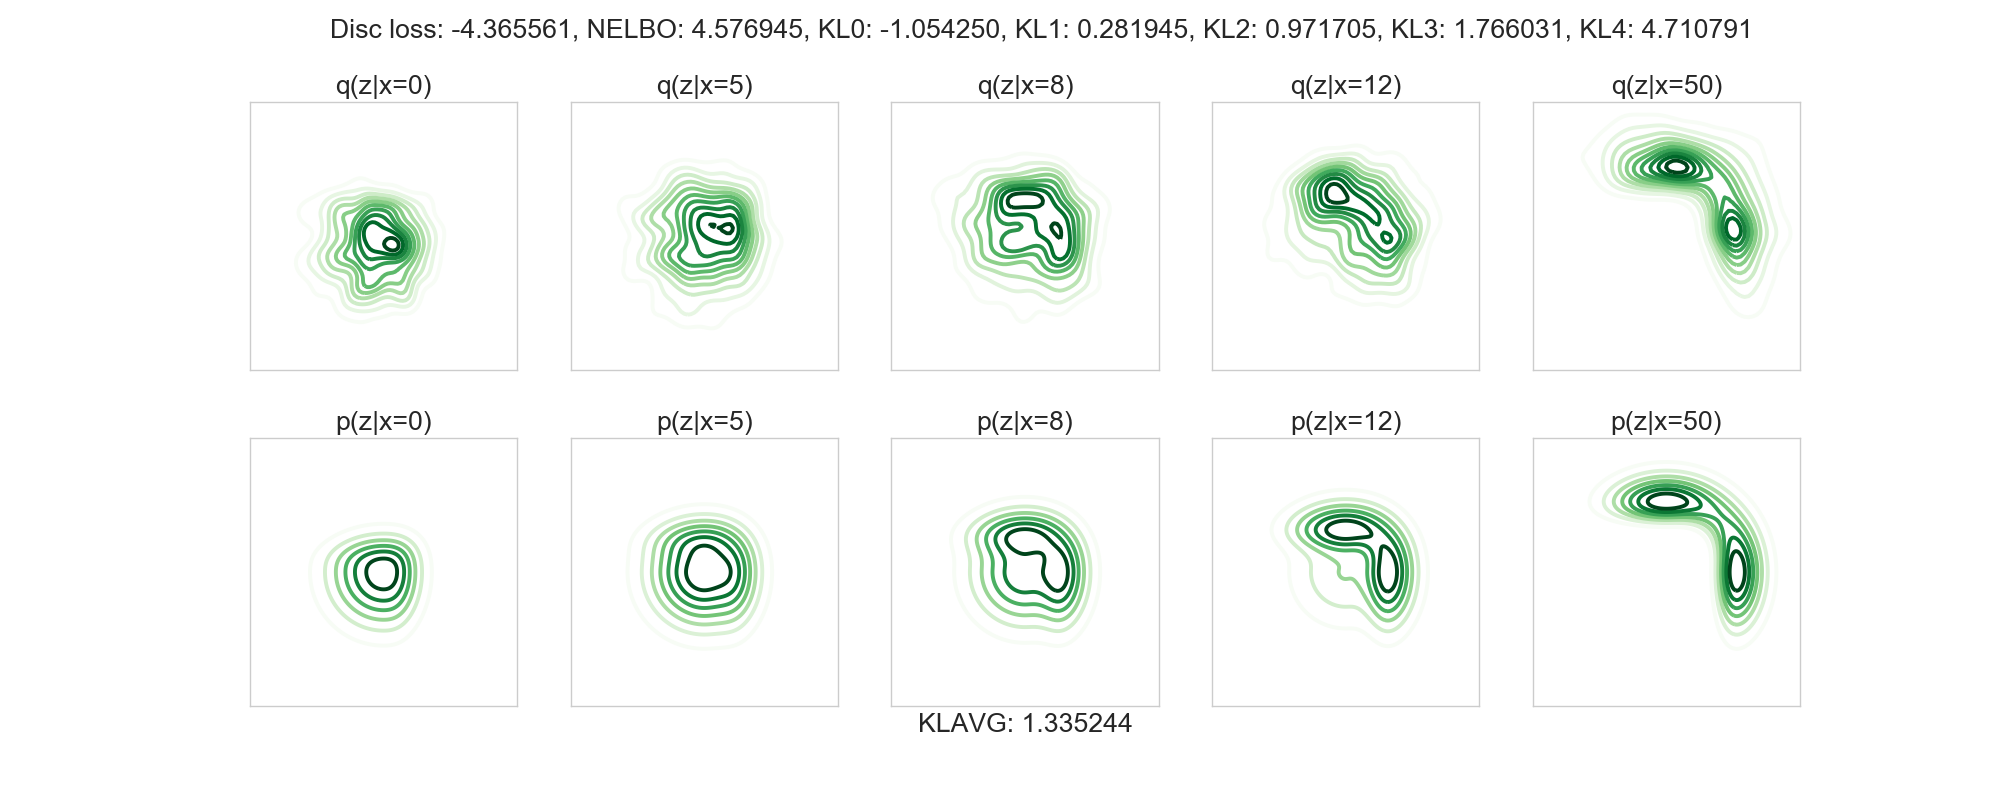 Disc loss: -4.365561, NELBO: 4.576945, KL0: -1.054250, KL1: 0.281945, KL2: 0.971705, KL3: 1.766031, KL4: 4.710791
q(z|x=0) q(z|x=5) q(z|x=8) q(z|x=12) q(z|x=50)
p(z|x=0) p(z|x=5) p(z|x=8) p(z|x=12) p(z|x=50)
KLAVG: 1.335244